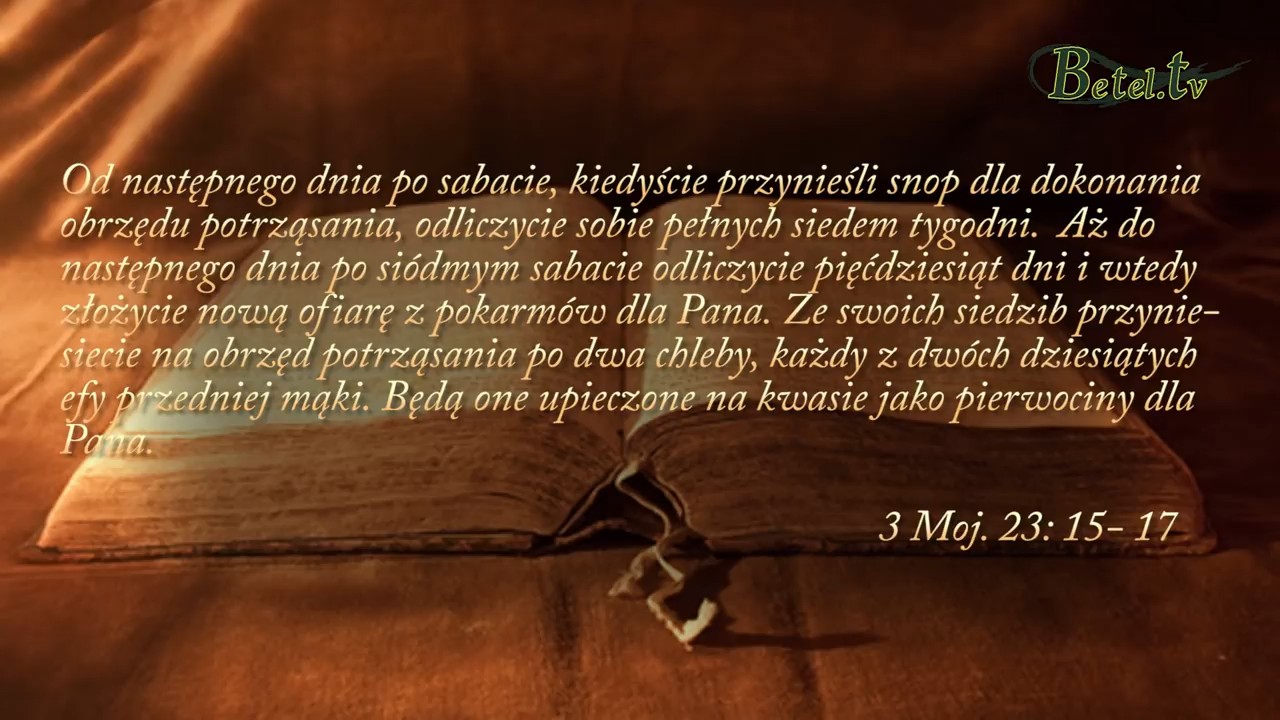 Betel.tv
Od następnego dnia po sabacie, kiedyście przynieśli snop dla dokonania
obrzędu potrząsania, odliczycie sobie pełnych siedem tygodni. Aż do
następnego dnia po siódmym sabacie odliczycie pięćdziesiąt dni i wtedy
złożycie nową ofiarę z pokarmów dla Pana. Ze swoich siedzib przynie-
siecie na obrzęd potrząsania po dwa chleby, każdy z dwóch dziesiątych
efy przedniej mąki. Będą one upieczone na kwasie jako pierwociny dla
Pana.
3 Moj. 23: 15- 17